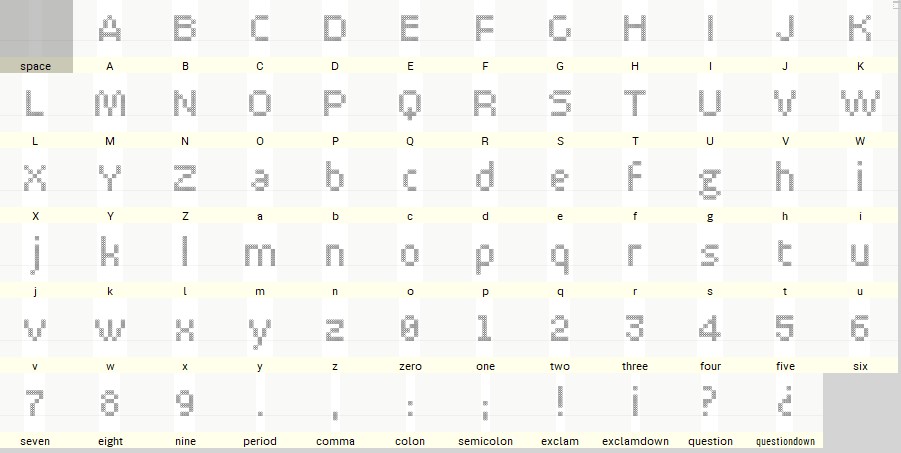 A B C D E F G H I J K
space A B C D E F G H I J K
L M N O P Q R S T U V W
L M N O P Q R S T U V W
X Y Z a b c d e f g h i
X Y Z a b c d e f g h i
j k l m n o p q r s t u
j k l m n o p q r s t u
v w x y z 0 1 2 3 4 5 6
v w x y z zero one two three four five six
7 8 9 . , : ; ! ¡ ? ¿
seven eight nine period comma colon semicolon exclam exclamdown question questiondown